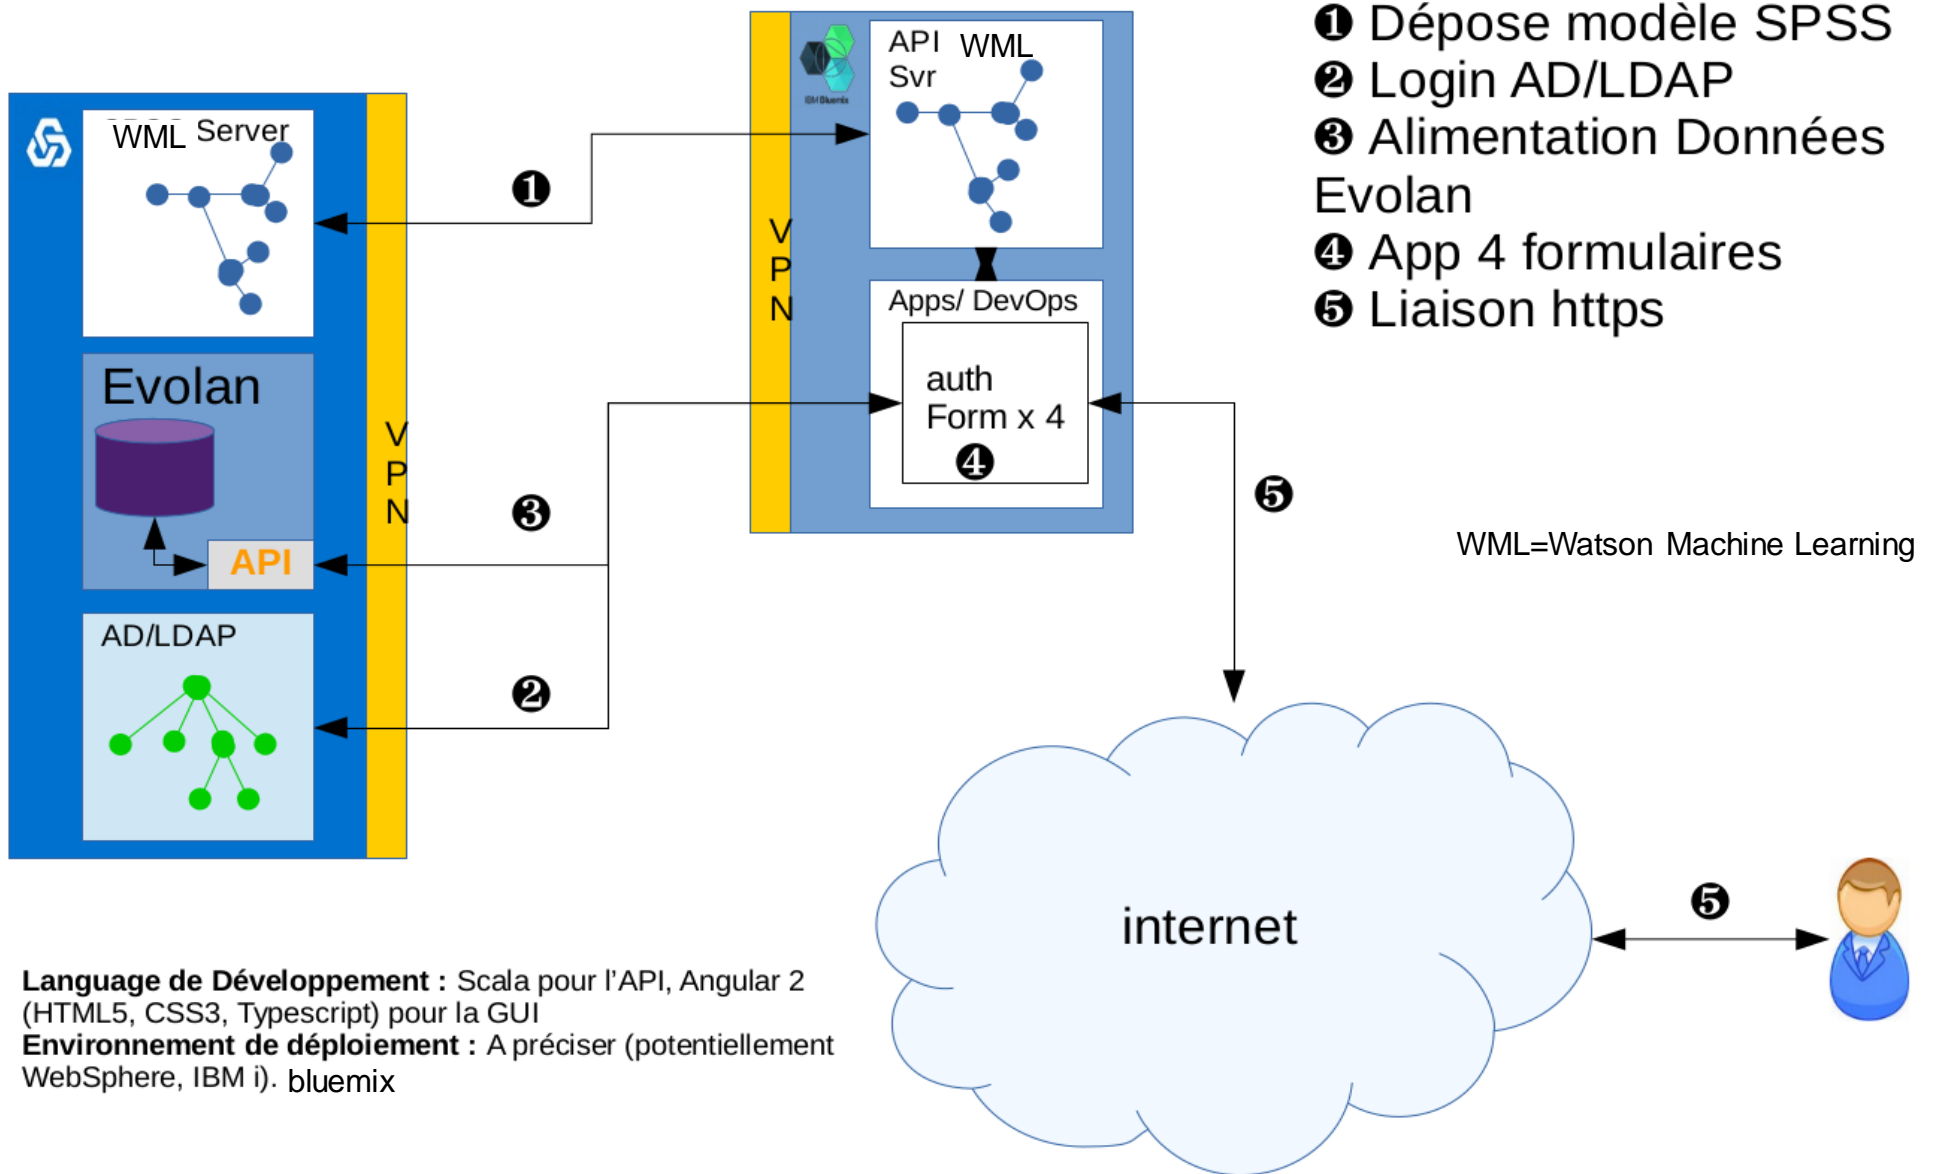 ❶ Dépose modèle SPSS
❷ Login AD/LDAP
❸ Alimentation Données
Evolan
❹ App 4 formulaires
❺ Liaison https
API WML
Svr
IBM Bluemix
WML Server
❶
V
P
N
Apps/ DevOps
auth
Form x 4
❹
Evolan
API
V
P
N
❸
❺
WML=Watson Machine Learning
AD/LDAP
❷
internet
❺
Language de Développement : Scala pour l’API, Angular 2
(HTML5, CSS3, Typescript) pour la GUI
Environnement de déploiement : A préciser (potentiellement
WebSphere, IBM i). bluemix